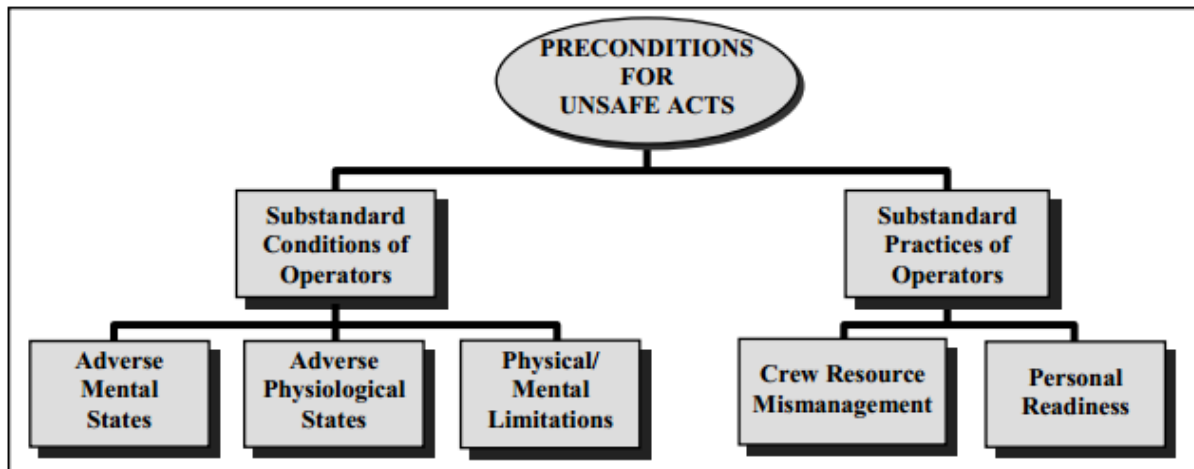 PRECONDITIONS
FOR
UNSAFE ACTS
Substandard
Conditions of
Operators
Substandard
Practices of
Operators
Adverse
Mental
States
Adverse
Physiological
States
Physical/
Mental
Limitations
Crew Resource
Mismanagement
Personal
Readiness